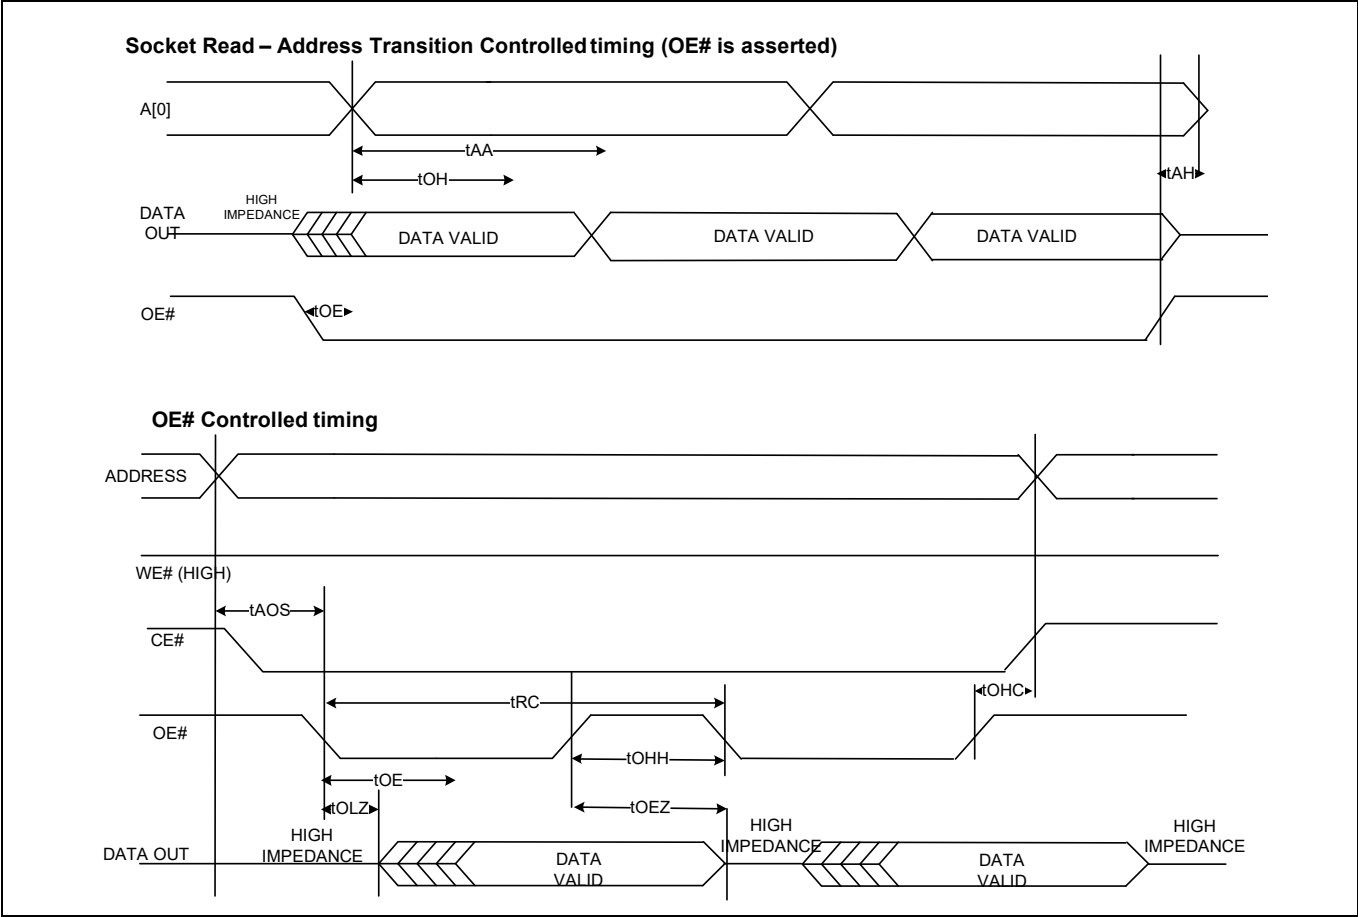 Socket Read – Address Transition Controlled timing (OE# is asserted)
A[0]
tAA
tOH
tAH
DATA
OUT
HIGH
IMPEDANCE
DATA VALID
DATA VALID
DATA VALID
OE#
tOE
OE# Controlled timing
ADDRESS
WE# (HIGH)
tAOS
CE#
tRC
tOHC
OE#
tOHH
tOE
tOEZ
tOLZ
DATA OUT
HIGH
IMPEDANCE
DATA
VALID
HIGH
IMPEDANCE
DATA
VALID
HIGH
IMPEDANCE